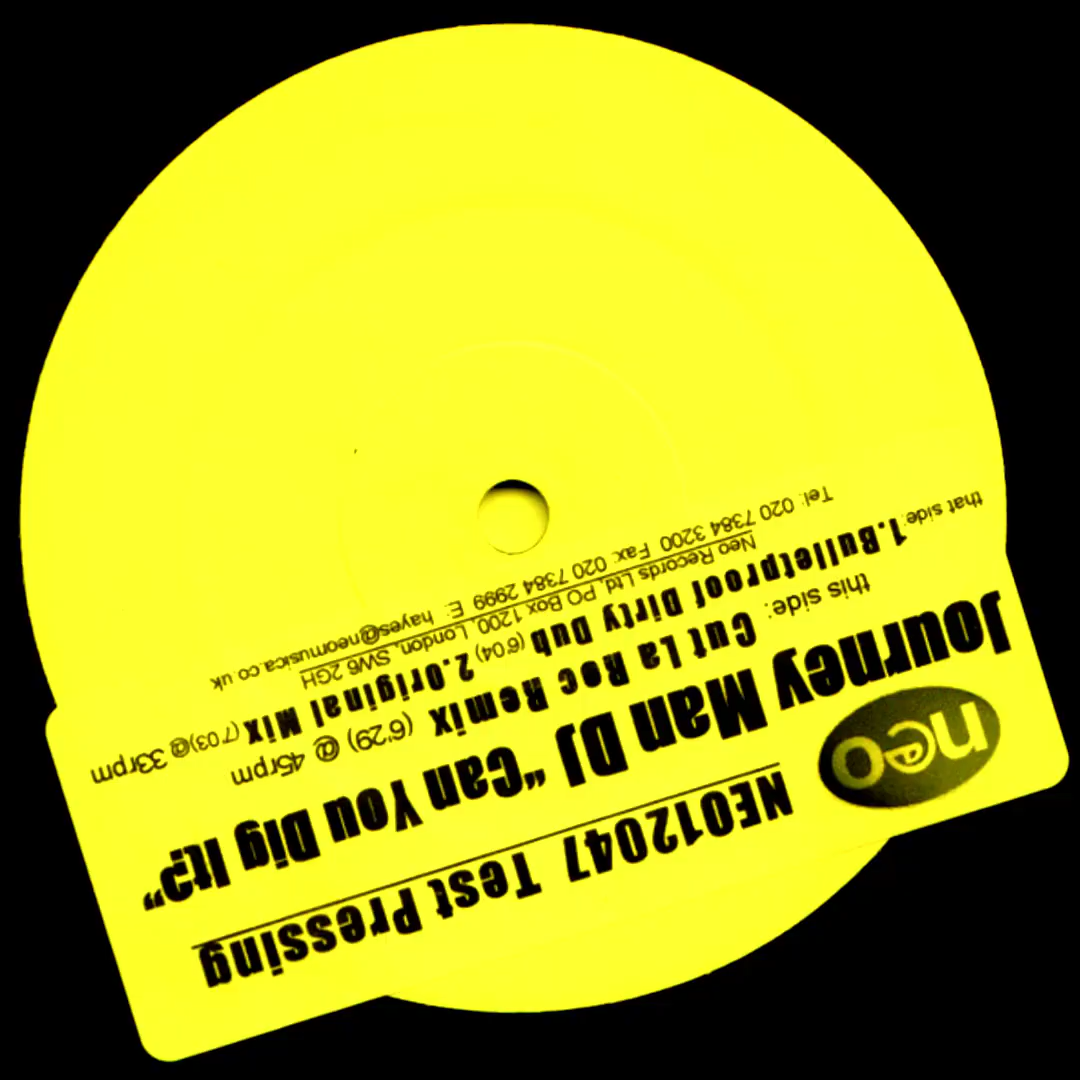 neo
NEO12047 Test Pressing
Journey Man DJ "Can You Dig It?"
this side: Cut La Roc Remix (6'29) @ 45rpm
that side: 1.Bulletproof Dirty Dub (6'04) 2.Original Mix (7'03)@ 33rpm
Neo Records Ltd, PO Box 1200, London, SW6 2GH
Tel: 020 7384 3200 Fax: 020 7384 2999 E: hayes@neomusica.co.uk